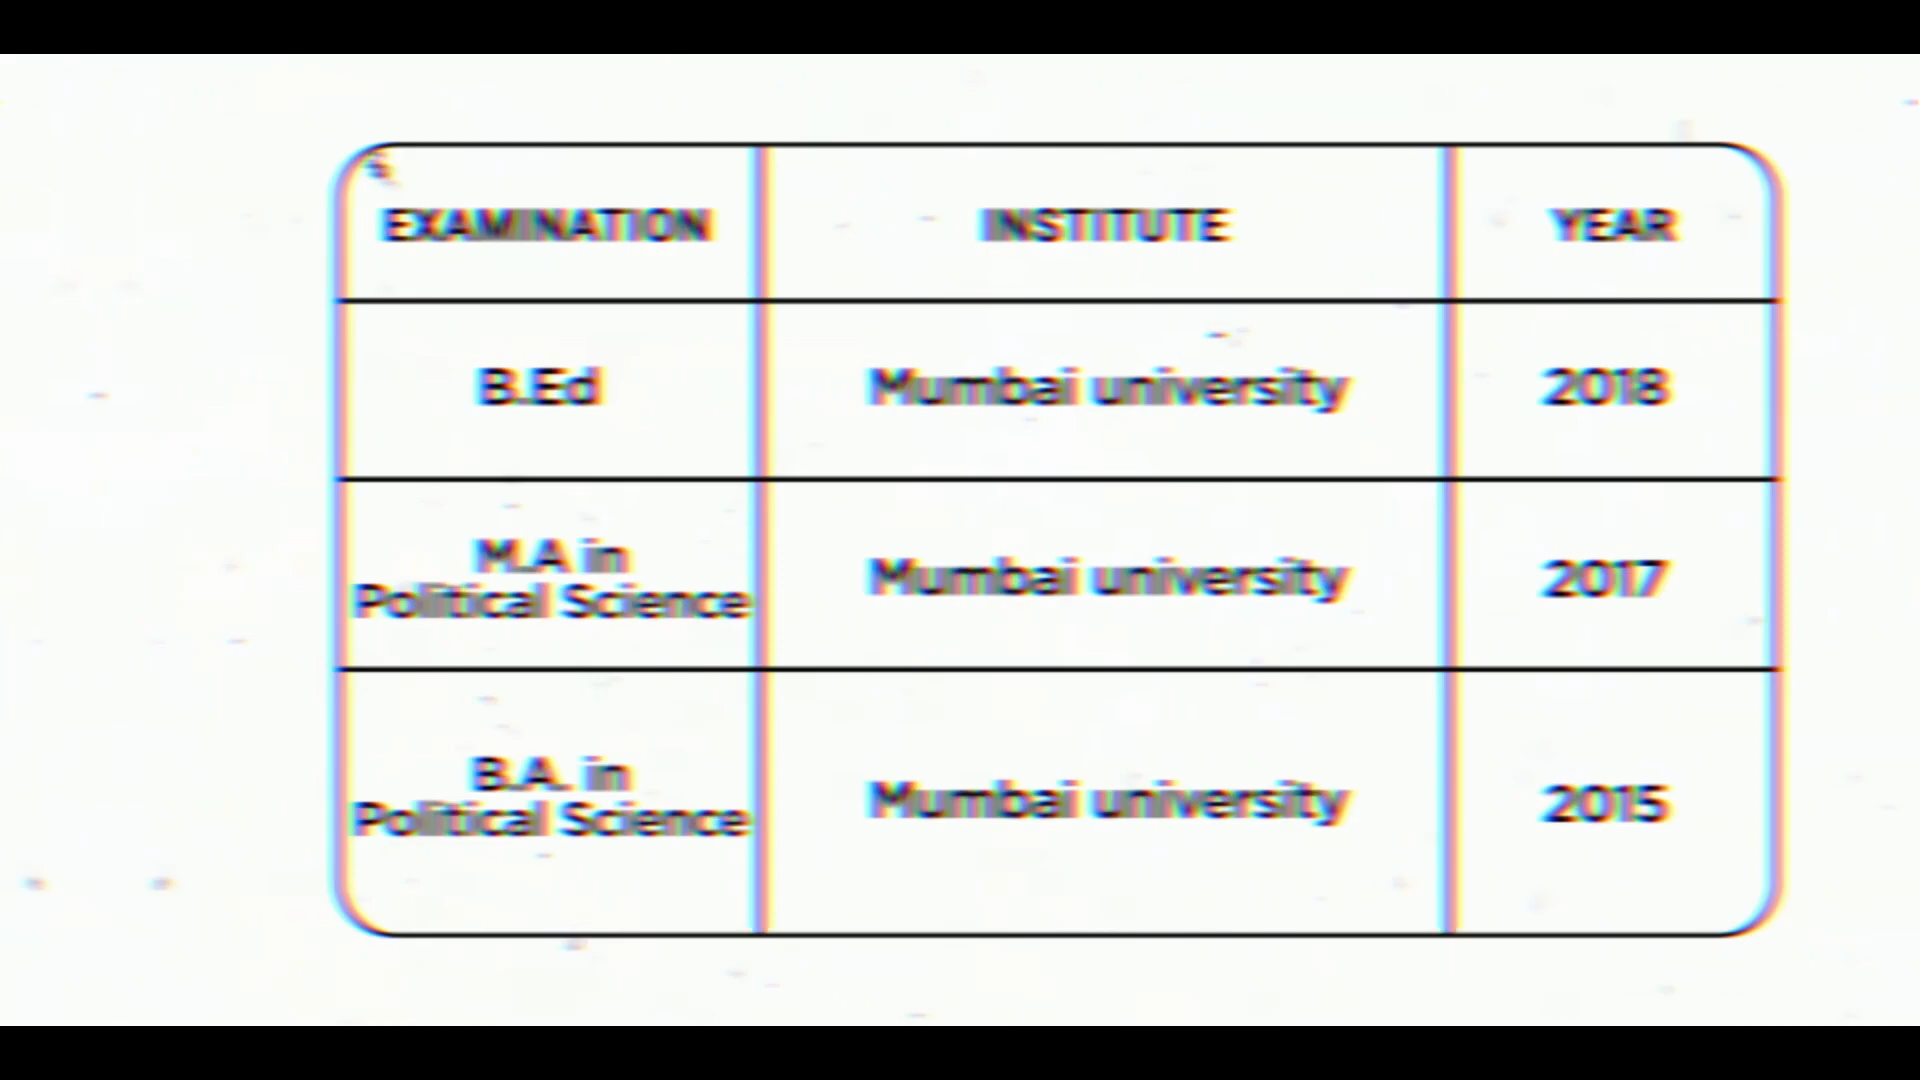 EXAMINATION INSTITUTE YEAR
B.Ed Mumbai university 2018
M.A in
Political Science Mumbai university 2017
B.A. in
Political Science Mumbai university 2015